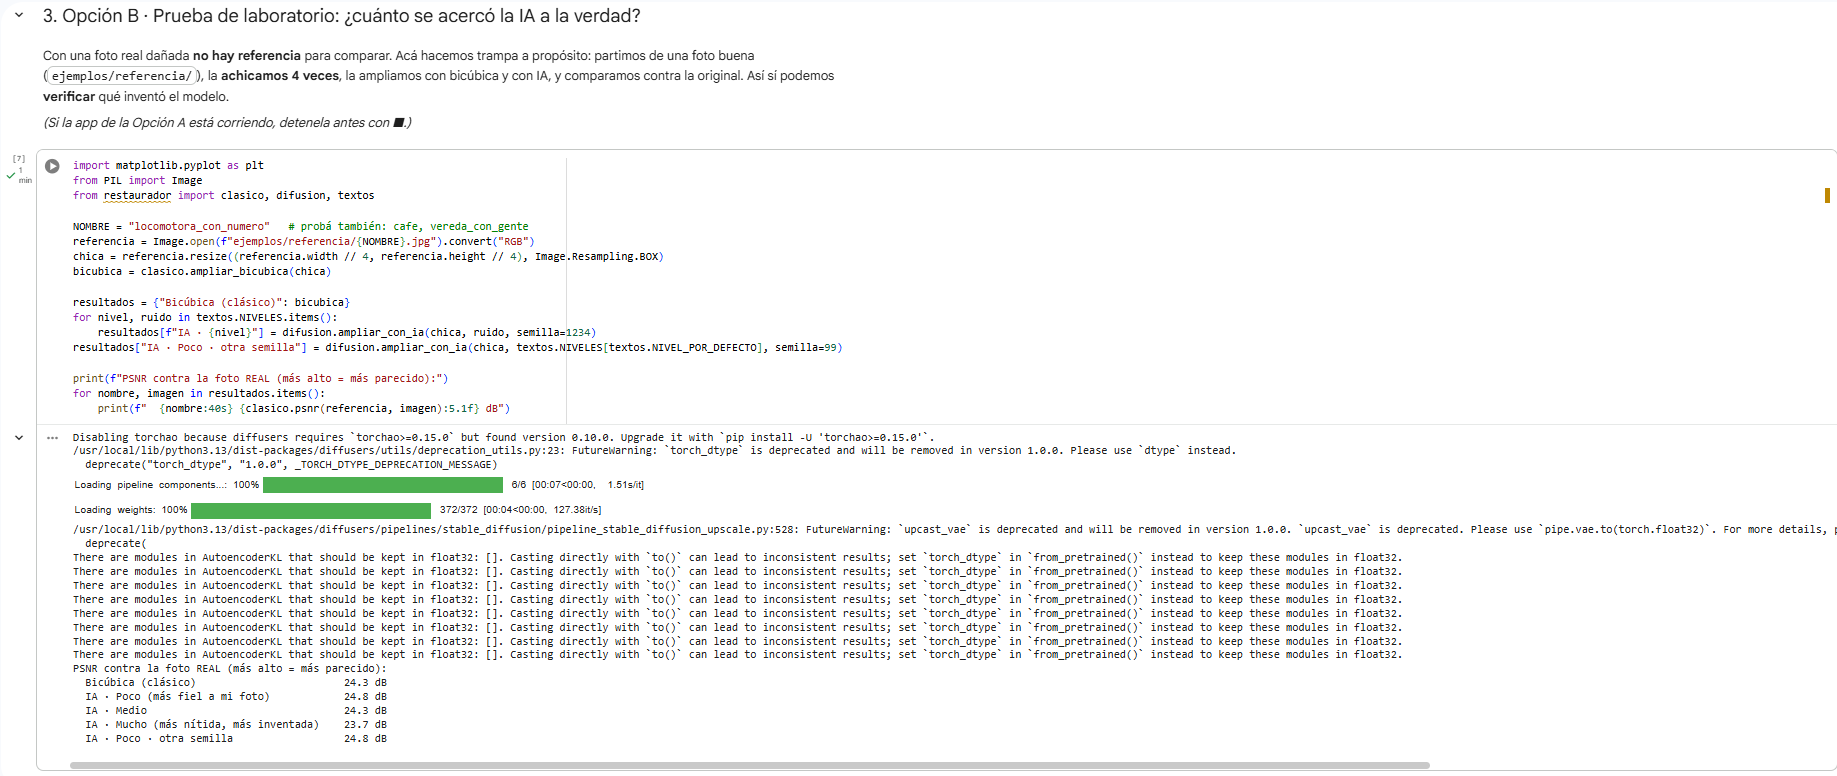 3. Opción B · Prueba de laboratorio: ¿cuánto se acercó la IA a la verdad?
Con una foto real dañada no hay referencia para comparar. Acá hacemos trampa a propósito: partimos de una foto buena
(ejemplos/referencia/), la achicamos 4 veces, la ampliamos con bicúbica y con IA, y comparamos contra la original. Así sí podemos
verificar qué inventó el modelo.
(Si la app de la Opción A está corriendo, detenela antes con ■.)
[7]
1
min
import matplotlib.pyplot as plt
from PIL import Image
from restaurador import clasico, difusion, textos
NOMBRE = "locomotora_con_numero"   # probá también: cafe, vereda_con_gente
referencia = Image.open(f"ejemplos/referencia/{NOMBRE}.jpg").convert("RGB")
chica = referencia.resize((referencia.width // 4, referencia.height // 4), Image.Resampling.BOX)
bicubica = clasico.ampliar_bicubica(chica)
resultados = {"Bicúbica (clásico)": bicubica}
for nivel, ruido in textos.NIVELES.items():
    resultados[f"IA · {nivel}"] = difusion.ampliar_con_ia(chica, ruido, semilla=1234)
resultados["IA · Poco · otra semilla"] = difusion.ampliar_con_ia(chica, textos.NIVELES[textos.NIVEL_POR_DEFECTO], semilla=99)
print(f"PSNR contra la foto REAL (más alto = más parecido):")
for nombre, imagen in resultados.items():
    print(f"  {nombre:40s} {clasico.psnr(referencia, imagen):5.1f} dB")
Disabling torchao because diffusers requires `torchao>=0.15.0` but found version 0.10.0. Upgrade it with `pip install -U 'torchao>=0.15.0'`.
/usr/local/lib/python3.13/dist-packages/diffusers/utils/deprecation_utils.py:23: FutureWarning: `torch_dtype` is deprecated and will be removed in version 1.0.0. Please use `dtype` instead.
  deprecate("torch_dtype", "1.0.0", _TORCH_DTYPE_DEPRECATION_MESSAGE)
Loading pipeline components...: 100% 6/6 [00:07<00:00, 1.51s/it]
Loading weights: 100% 372/372 [00:04<00:00, 127.38it/s]
/usr/local/lib/python3.13/dist-packages/diffusers/pipelines/stable_diffusion/pipeline_stable_diffusion_upscale.py:528: FutureWarning: `upcast_vae` is deprecated and will be removed in version 1.0.0. `upcast_vae` is deprecated. Please use `pipe.vae.to(torch.float32)`. For more details, p
  deprecate(
There are modules in AutoencoderKL that should be kept in float32: []. Casting directly with `to()` can lead to inconsistent results; set `torch_dtype` in `from_pretrained()` instead to keep these modules in float32.
There are modules in AutoencoderKL that should be kept in float32: []. Casting directly with `to()` can lead to inconsistent results; set `torch_dtype` in `from_pretrained()` instead to keep these modules in float32.
There are modules in AutoencoderKL that should be kept in float32: []. Casting directly with `to()` can lead to inconsistent results; set `torch_dtype` in `from_pretrained()` instead to keep these modules in float32.
There are modules in AutoencoderKL that should be kept in float32: []. Casting directly with `to()` can lead to inconsistent results; set `torch_dtype` in `from_pretrained()` instead to keep these modules in float32.
There are modules in AutoencoderKL that should be kept in float32: []. Casting directly with `to()` can lead to inconsistent results; set `torch_dtype` in `from_pretrained()` instead to keep these modules in float32.
There are modules in AutoencoderKL that should be kept in float32: []. Casting directly with `to()` can lead to inconsistent results; set `torch_dtype` in `from_pretrained()` instead to keep these modules in float32.
There are modules in AutoencoderKL that should be kept in float32: []. Casting directly with `to()` can lead to inconsistent results; set `torch_dtype` in `from_pretrained()` instead to keep these modules in float32.
There are modules in AutoencoderKL that should be kept in float32: []. Casting directly with `to()` can lead to inconsistent results; set `torch_dtype` in `from_pretrained()` instead to keep these modules in float32.
PSNR contra la foto REAL (más alto = más parecido):
  Bicúbica (clásico) 24.3 dB
  IA · Poco (más fiel a mi foto) 24.8 dB
  IA · Medio 24.3 dB
  IA · Mucho (más nítida, más inventada) 23.7 dB
  IA · Poco · otra semilla 24.8 dB